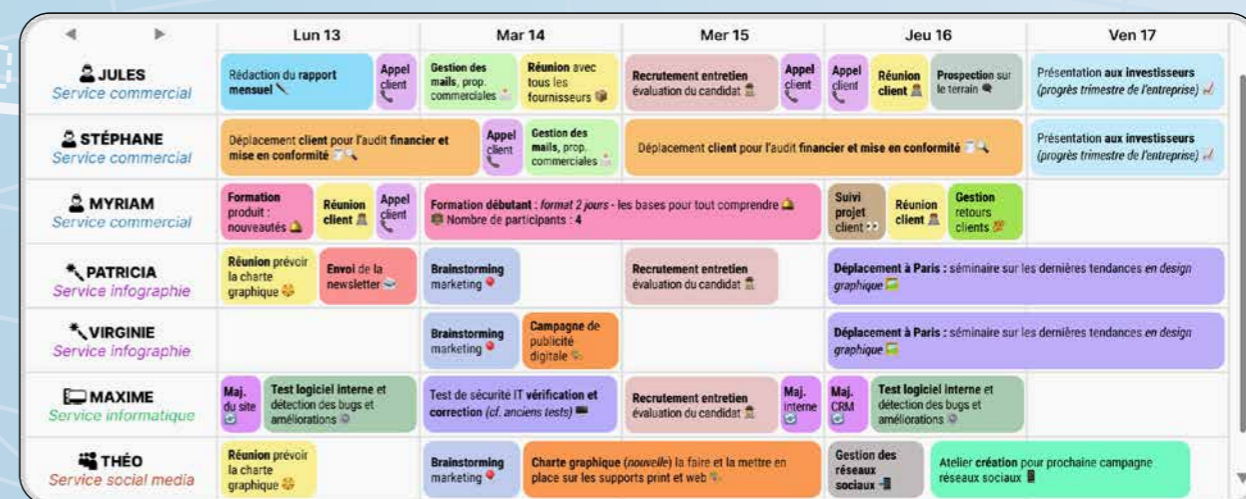 Lun 13
Mar 14
Mer 15
Jeu 16
Ven 17
JULES
Service commercial
Rédaction du rapport
mensuel
Appel
client
Gestion des
mails, prop.
commerciales
Réunion avec
tous les
fournisseurs
Recrutement entretien
évaluation du candidat
Appel
client
Appel
client
Réunion
client
Prospection sur
le terrain
Présentation aux investisseurs
(progrès trimestre de l'entreprise)
STÉPHANE
Service commercial
Déplacement client pour l'audit financier et
mise en conformité
Appel
client
Gestion des
mails, prop.
commerciales
Déplacement client pour l'audit financier et mise en conformité
Présentation aux investisseurs
(progrès trimestre de l'entreprise)
MYRIAM
Service commercial
Formation
produit :
nouveautés
Réunion
client
Appel
client
Formation débutant : format 2 jours - les bases pour tout comprendre
Nombre de participants : 4
Suivi
projet
client
Réunion
client
Gestion
retours
clients
PATRICIA
Service infographie
Réunion prévoir
la charte
graphique
Envoi de la
newsletter
Brainstorming
marketing
Recrutement entretien
évaluation du candidat
Déplacement à Paris : séminaire sur les dernières tendances en design
graphique
VIRGINIE
Service infographie
Brainstorming
marketing
Campagne de
publicité
digitale
Déplacement à Paris : séminaire sur les dernières tendances en design
graphique
MAXIME
Service informatique
Maj.
du site
Test logiciel interne et
détection des bugs et
améliorations
Test de sécurité IT vérification et
correction (cf. anciens tests)
Recrutement entretien
évaluation du candidat
Maj.
interne
Maj.
CRM
Test logiciel interne et
détection des bugs et
améliorations
THÉO
Service social media
Réunion prévoir
la charte
graphique
Brainstorming
marketing
Charte graphique (nouvelle) la faire et la mettre en
place sur les supports print et web
Gestion des
réseaux
sociaux
Atelier création pour prochaine campagne
réseaux sociaux